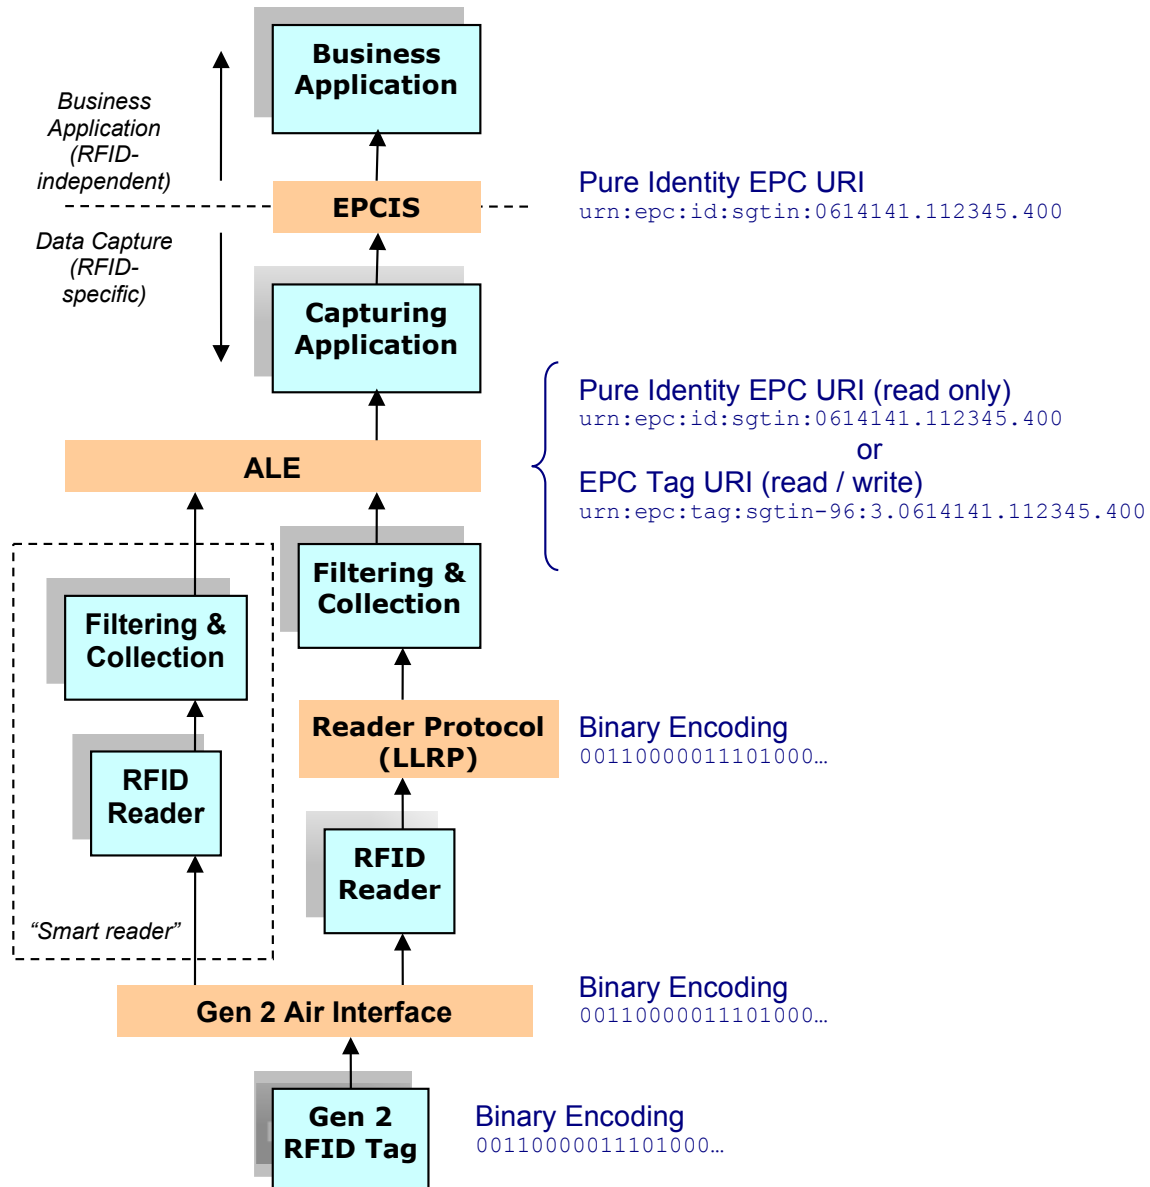 Business
Application
Business
Application
(RFID-
independent)
EPCIS
Pure Identity EPC URI
urn:epc:id:sgtin:0614141.112345.400
Data Capture
(RFID-
specific)
Capturing
Application
Pure Identity EPC URI (read only)
urn:epc:id:sgtin:0614141.112345.400
or
EPC Tag URI (read / write)
urn:epc:tag:sgtin-96:3.0614141.112345.400
ALE
Filtering &
Collection
Filtering &
Collection
Reader Protocol
(LLRP)
Binary Encoding
00110000011101000…
RFID
Reader
RFID
Reader
“Smart reader”
Gen 2 Air Interface
Binary Encoding
00110000011101000…
Gen 2
RFID Tag
Binary Encoding
00110000011101000…